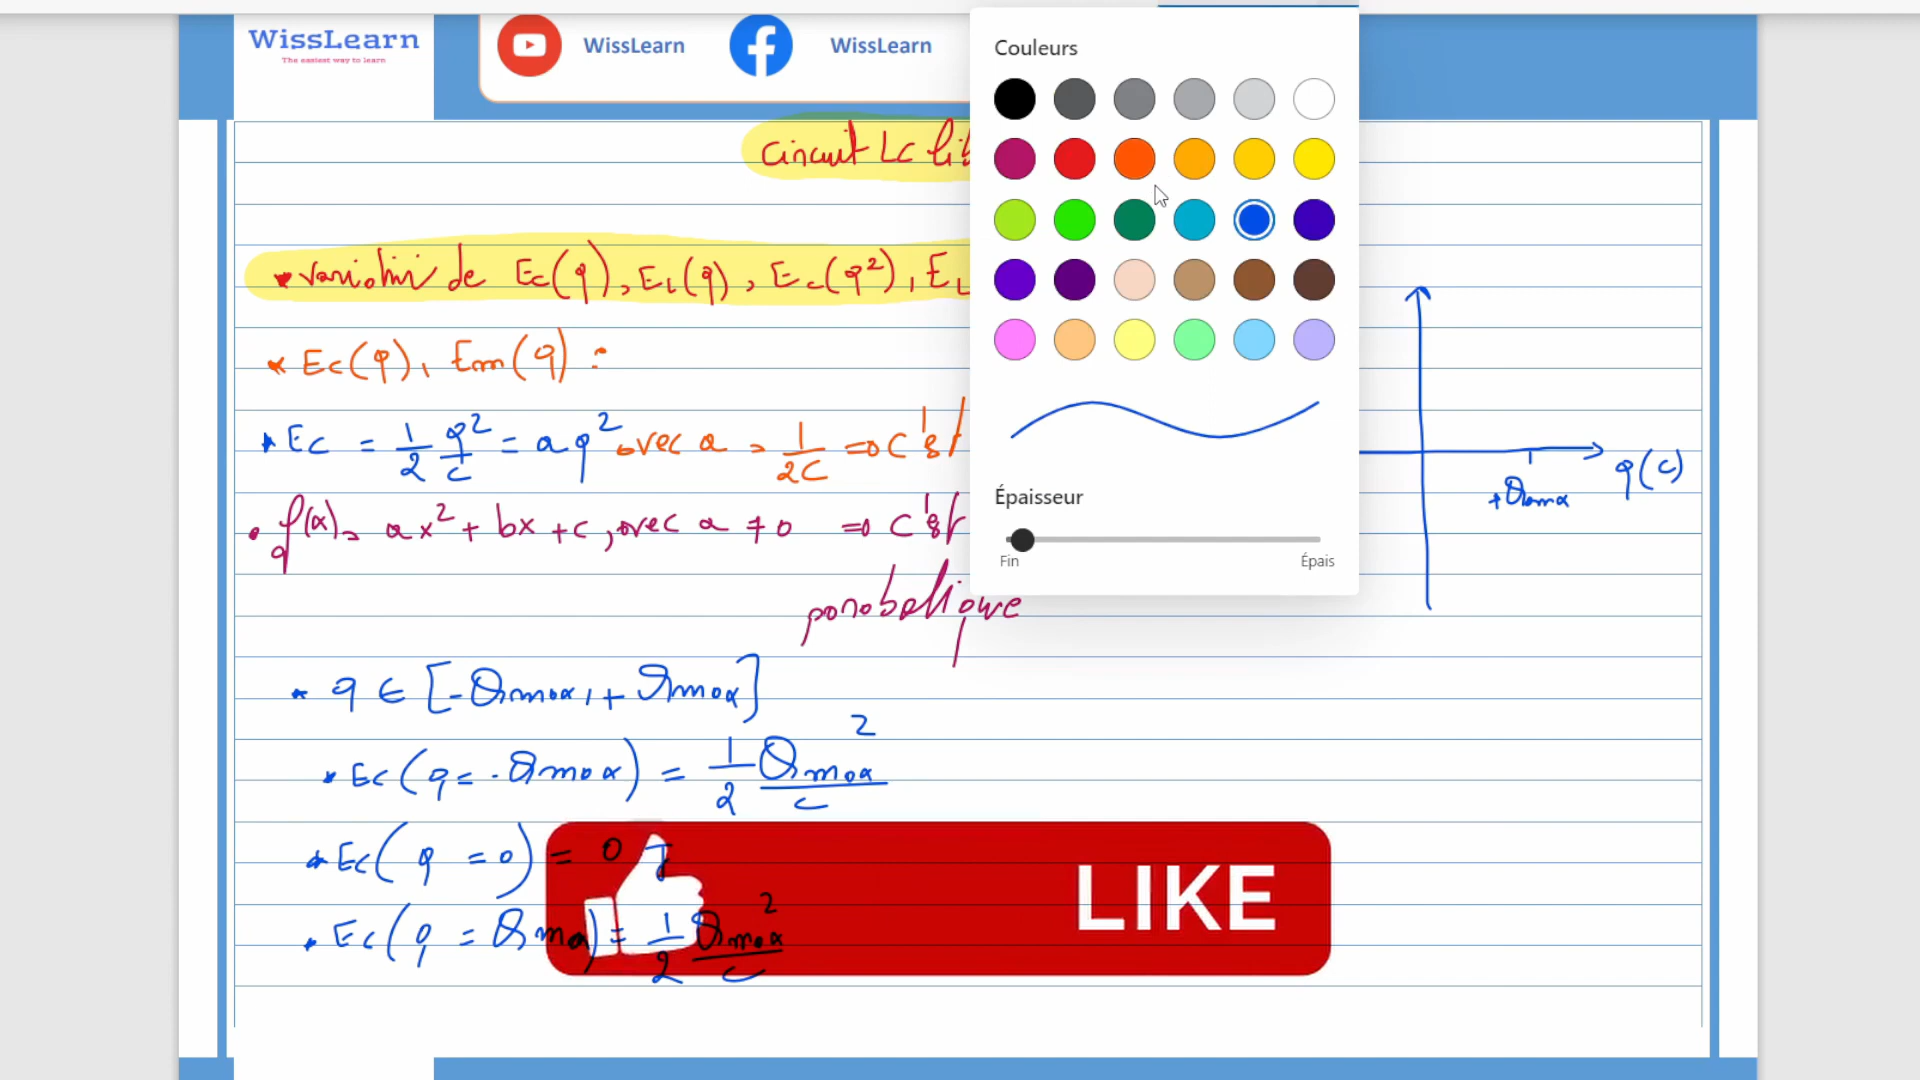 WissLearn
The easiest way to learn
WissLearn
WissLearn
Couleurs
circuit Lc lib
variation de Ec(q), EL(q), Ec(q²), EL
* Ec(q), Em(q) :
* Ec = 1/2 q²/c = aq² avec a = 1/2C => C'est
• f(x) = ax² + bx + c, avec a ≠ 0 => C'est
parabolique
Épaisseur
Fin
Épais
q(C)
+Qmax
* q ∈ [-Qmax, +Qmax]
* Ec(q = -Qmax) = 1/2 Qmax²/c
* Ec(q = 0) = 0 J
* Ec(q = Qmax) = 1/2 Qmax²/c
LIKE